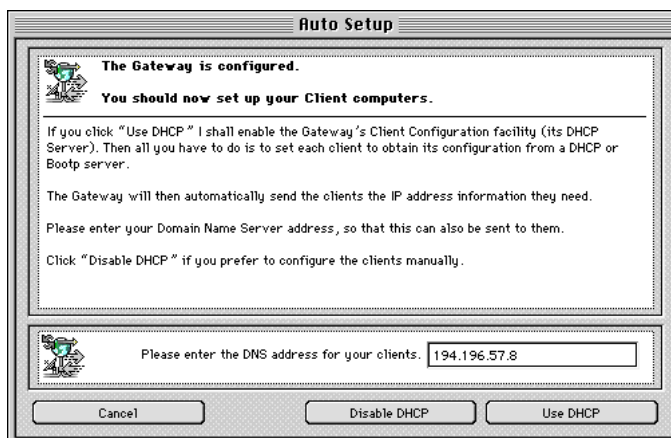 Auto Setup
The Gateway is configured.
You should now set up your Client computers.
If you click "Use DHCP" I shall enable the Gateway's Client Configuration facility (its DHCP
Server). Then all you have to do is to set each client to obtain its configuration from a DHCP or
Bootp server.
The Gateway will then automatically send the clients the IP address information they need.
Please enter your Domain Name Server address, so that this can also be sent to them.
Click "Disable DHCP" if you prefer to configure the clients manually.
Please enter the DNS address for your clients. 194.196.57.8
Cancel Disable DHCP Use DHCP